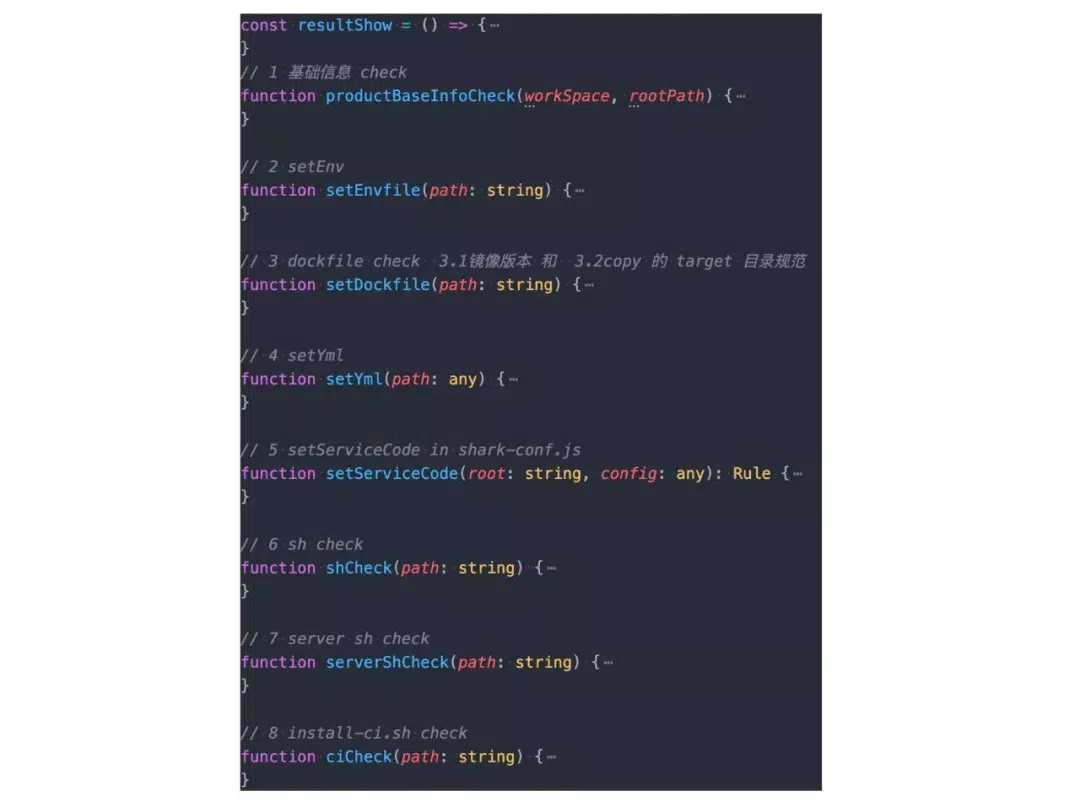 const resultShow = () => {…
}
// 1 基础信息 check
function productBaseInfoCheck(workSpace, rootPath) {…
}
// 2 setEnv
function setEnvfile(path: string) {…
}
// 3 dockfile check  3.1镜像版本 和  3.2copy 的 target 目录规范
function setDockfile(path: string) {…
}
// 4 setYml
function setYml(path: any) {…
}
// 5 setServiceCode in shark-conf.js
function setServiceCode(root: string, config: any): Rule {…
}
// 6 sh check
function shCheck(path: string) {…
}
// 7 server sh check
function serverShCheck(path: string) {…
}
// 8 install-ci.sh check
function ciCheck(path: string) {…
}